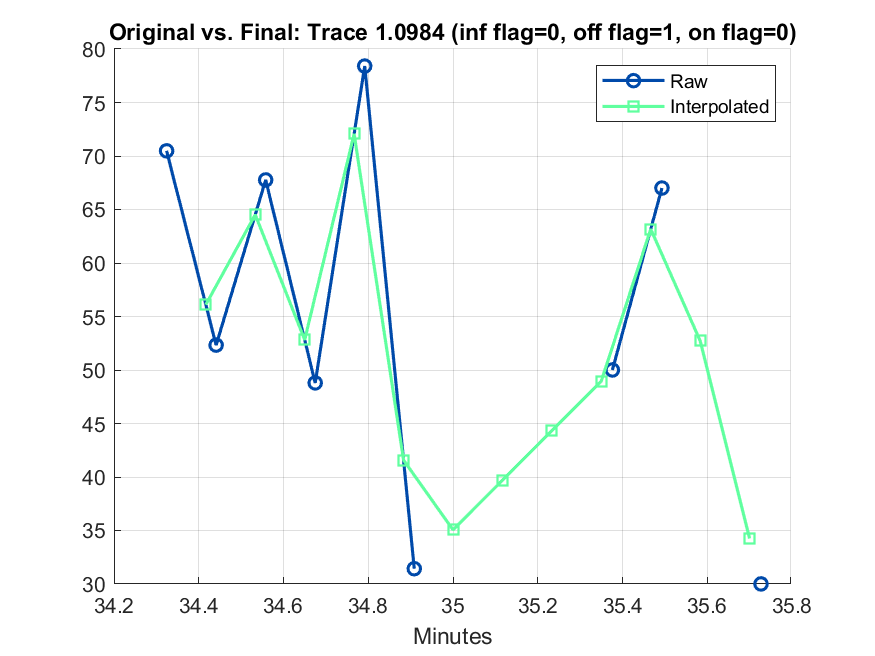 Original vs. Final: Trace 1.0984 (inf flag=0, off flag=1, on flag=0)
80
75
70
65
60
55
50
45
40
35
30
Raw
Interpolated
34.2 34.4 34.6 34.8 35 35.2 35.4 35.6 35.8
Minutes